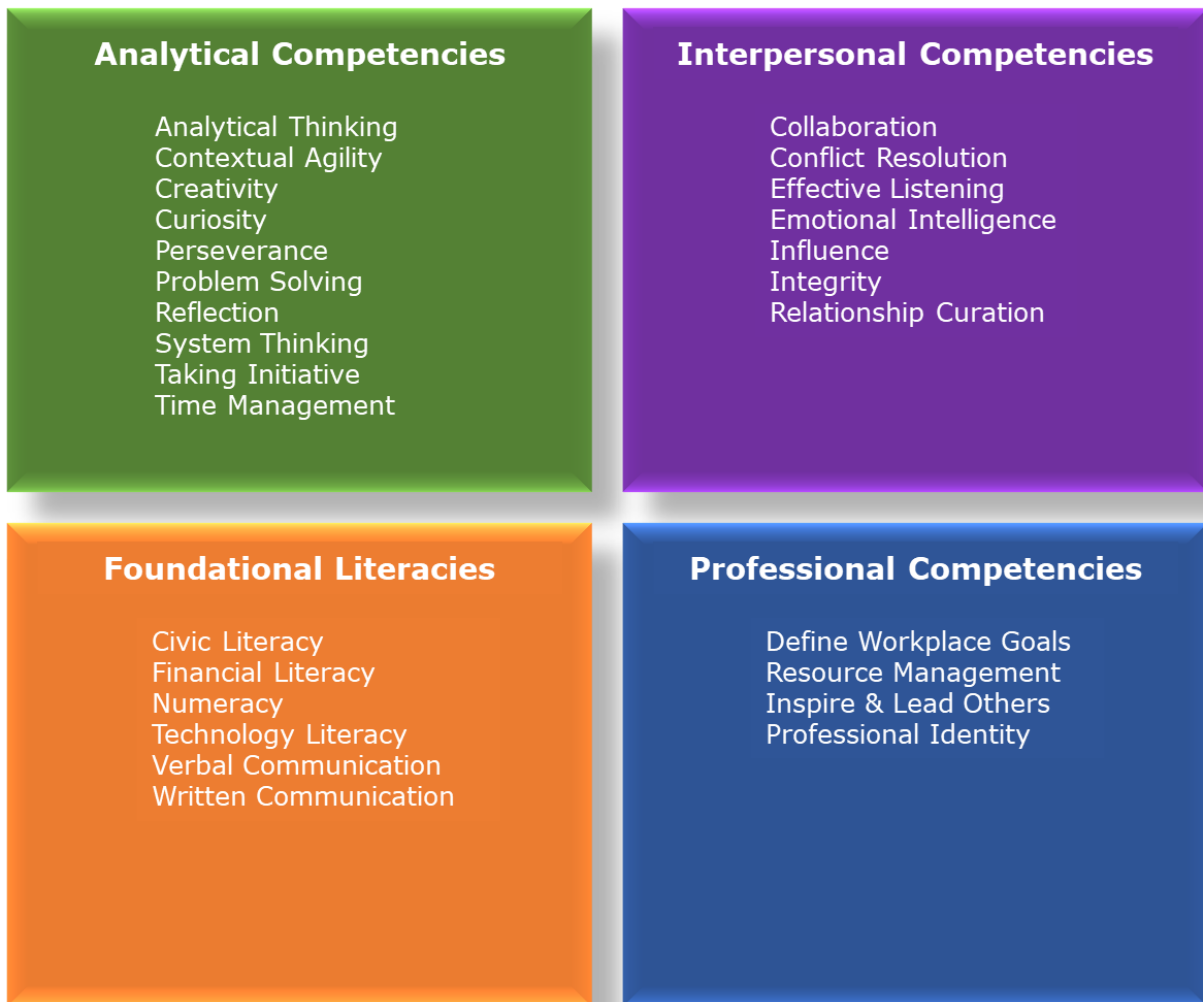 Analytical Competencies
Analytical Thinking
Contextual Agility
Creativity
Curiosity
Perseverance
Problem Solving
Reflection
System Thinking
Taking Initiative
Time Management
Interpersonal Competencies
Collaboration
Conflict Resolution
Effective Listening
Emotional Intelligence
Influence
Integrity
Relationship Curation
Foundational Literacies
Civic Literacy
Financial Literacy
Numeracy
Technology Literacy
Verbal Communication
Written Communication
Professional Competencies
Define Workplace Goals
Resource Management
Inspire & Lead Others
Professional Identity